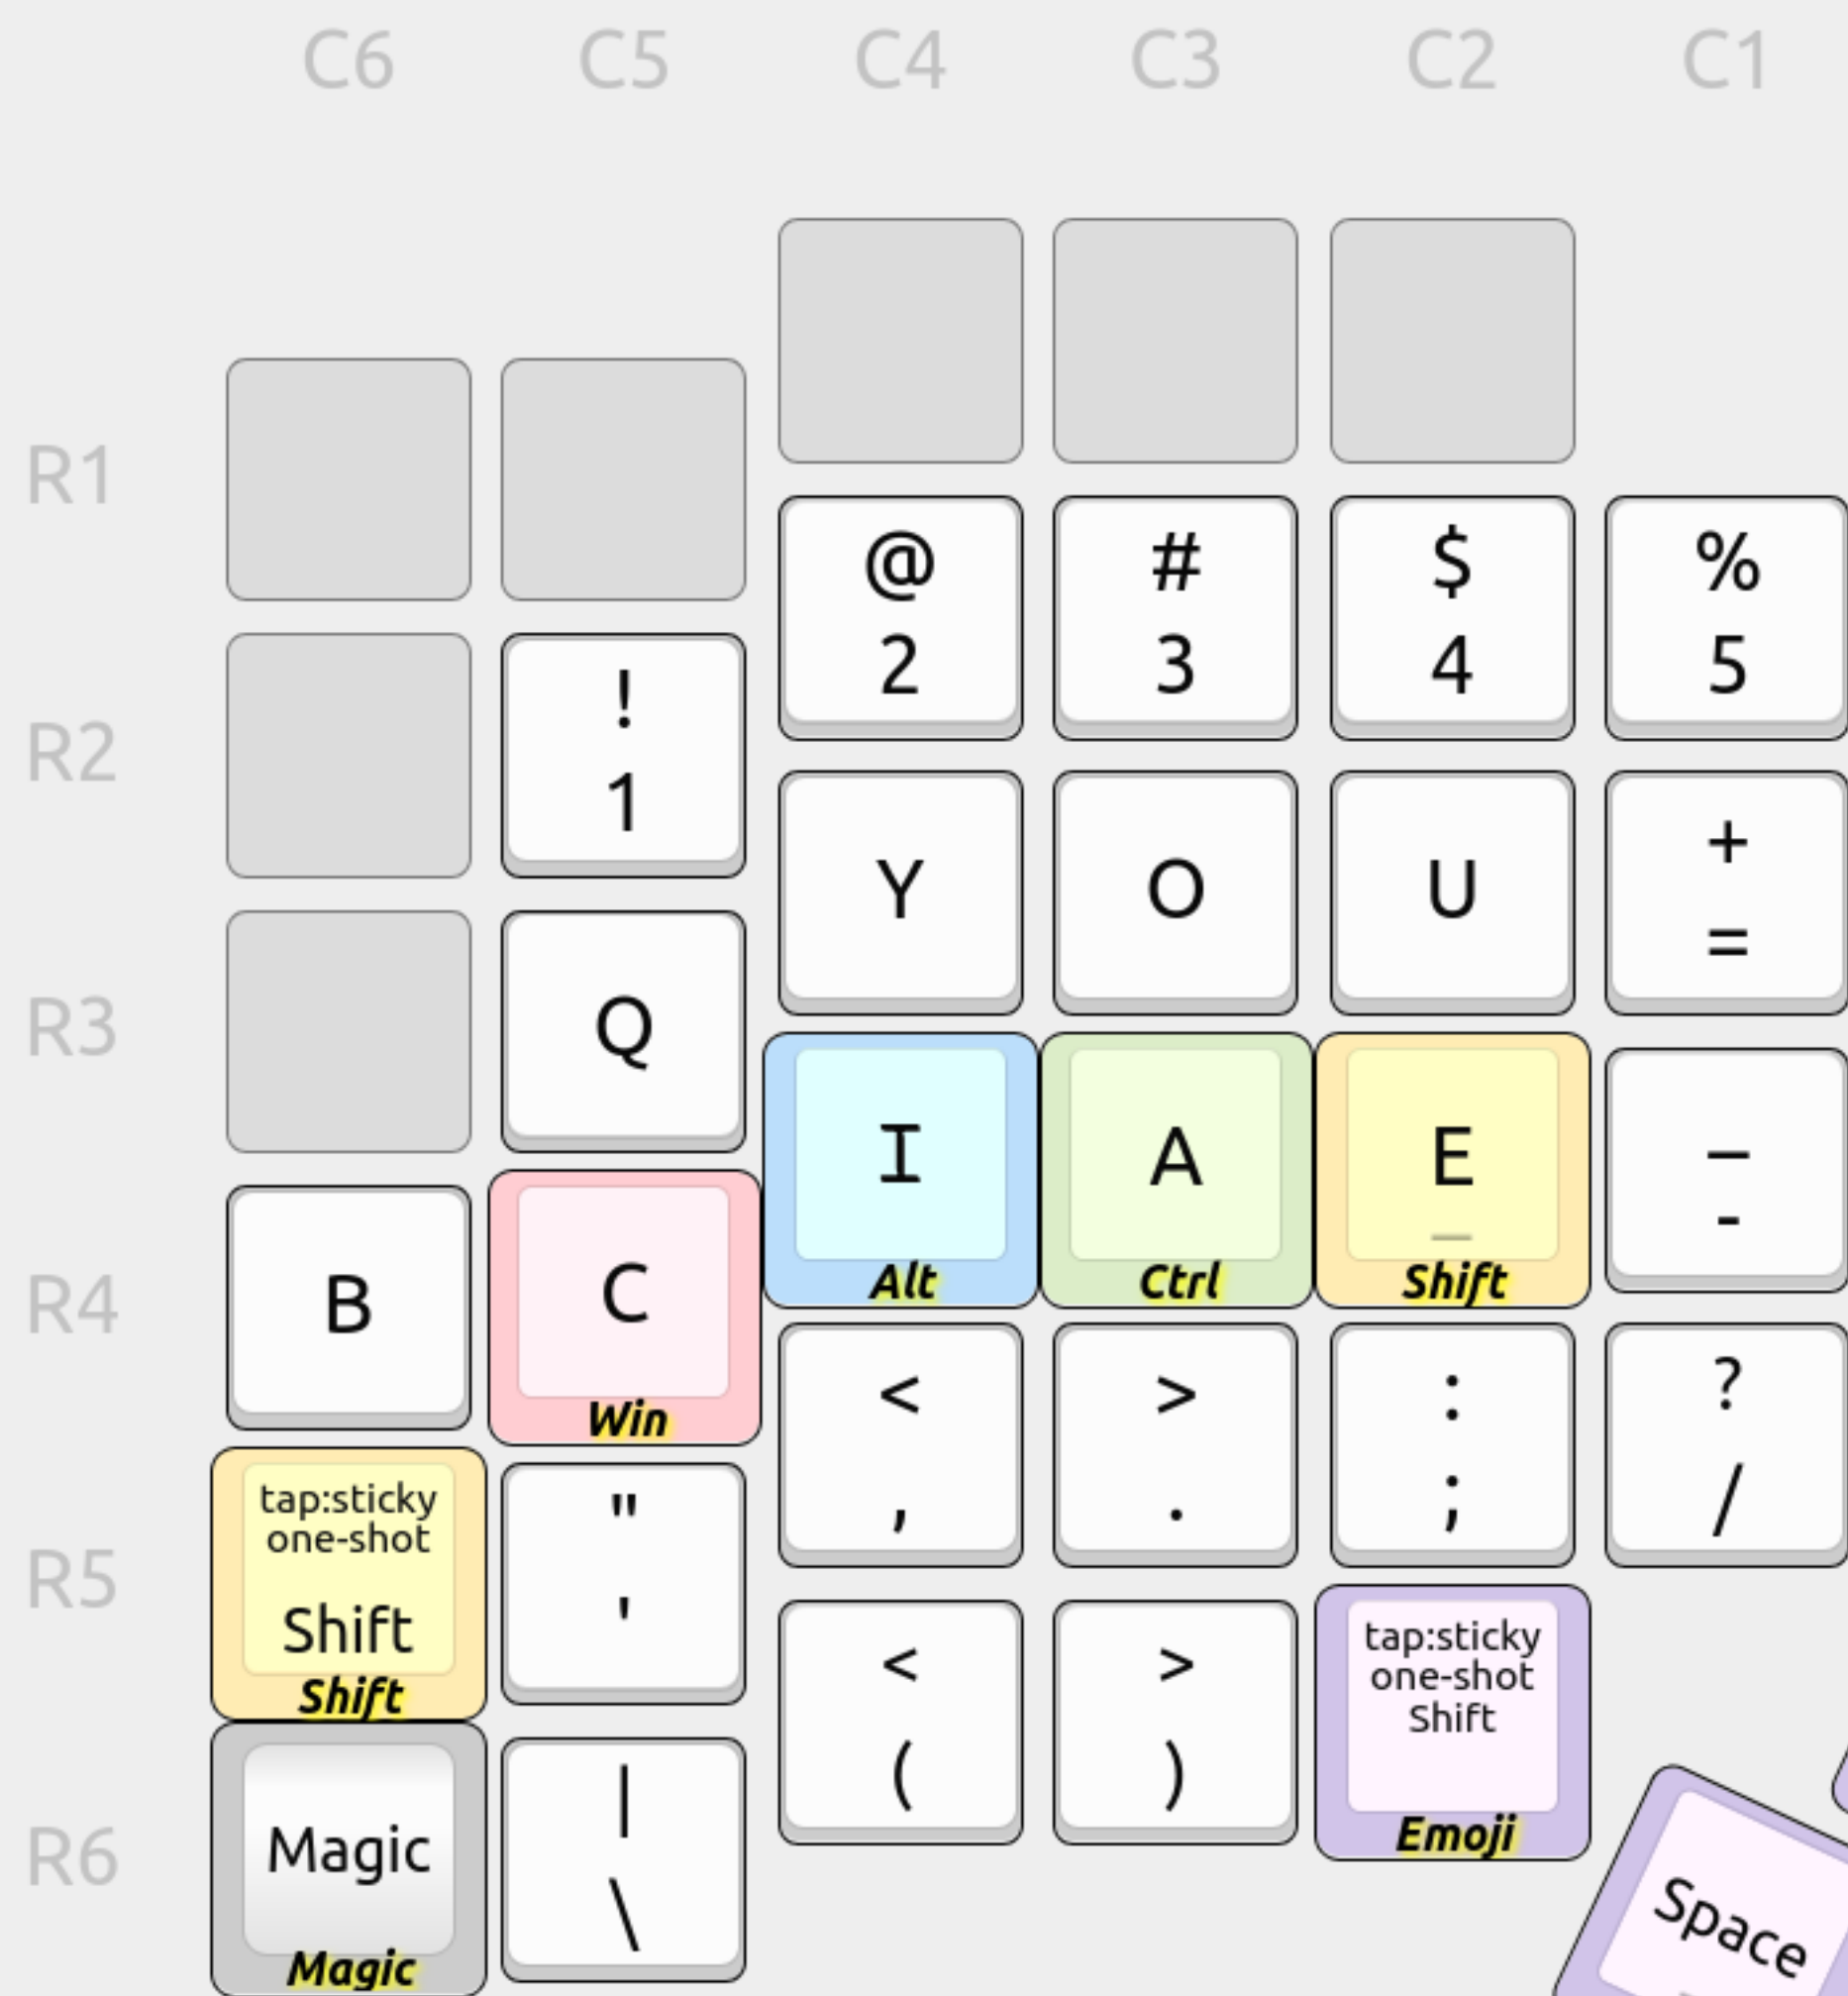 C6 C5 C4 C3 C2 C1
R1
@ # $ %
2 3 4 5
R2
!
1
Y O U +
=
R3
Q
I A E –
_ -
Alt Ctrl Shift
R4
B C
Win
< > : ?
, . ; /
R5
tap:sticky
one-shot
Shift
Shift
"
'
< >
( )
tap:sticky
one-shot
Shift
Emoji
R6
Magic
Magic
|
\
Space